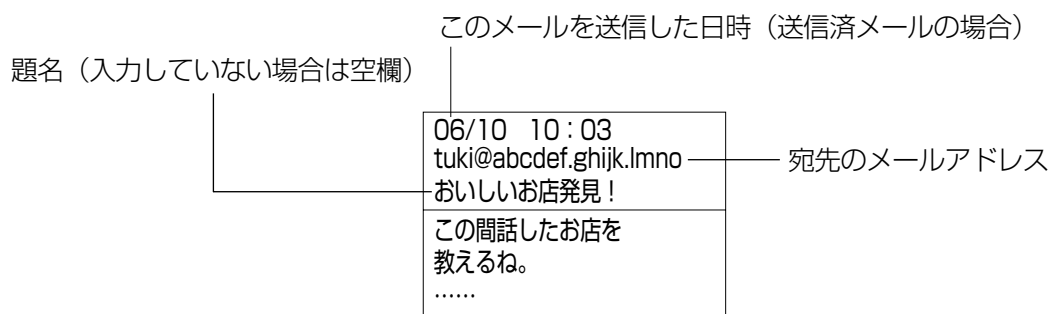 このメールを送信した日時（送信済メールの場合）
題名（入力していない場合は空欄）
06/10 10：03
tuki@abcdef.ghijk.lmno
宛先のメールアドレス
おいしいお店発見！
この間話したお店を
教えるね。
……